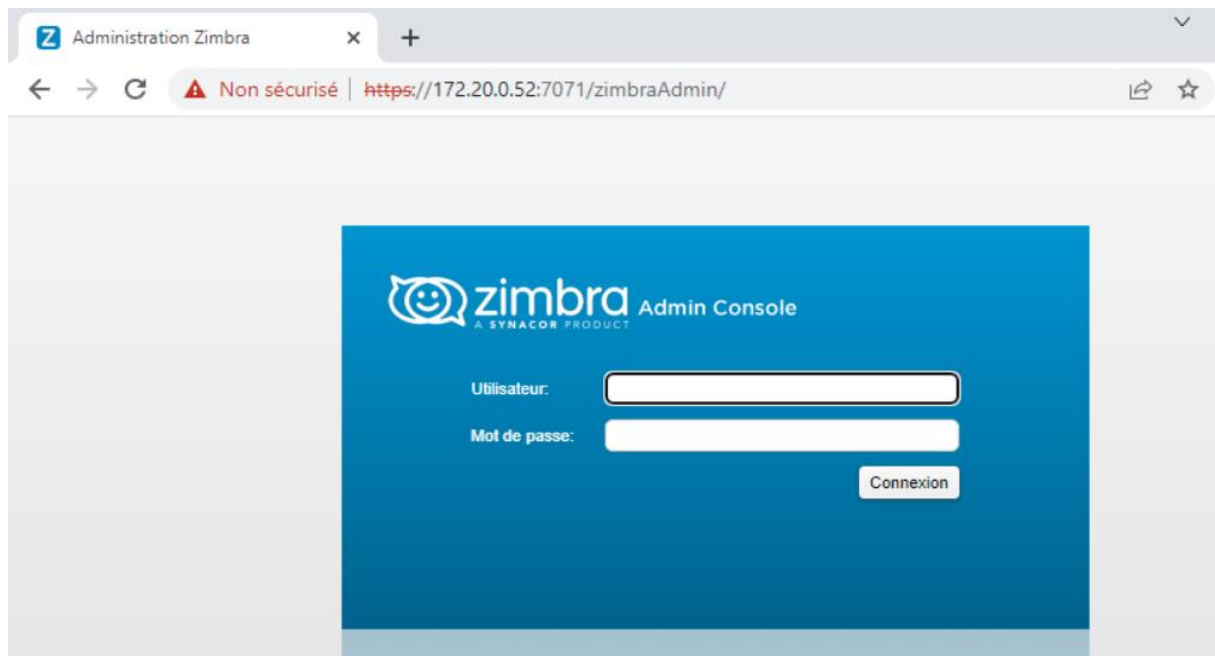 Administration Zimbra
Non sécurisé | https://172.20.0.52:7071/zimbraAdmin/
zimbra Admin Console
A SYNACOR PRODUCT
Utilisateur:
Mot de passe:
Connexion